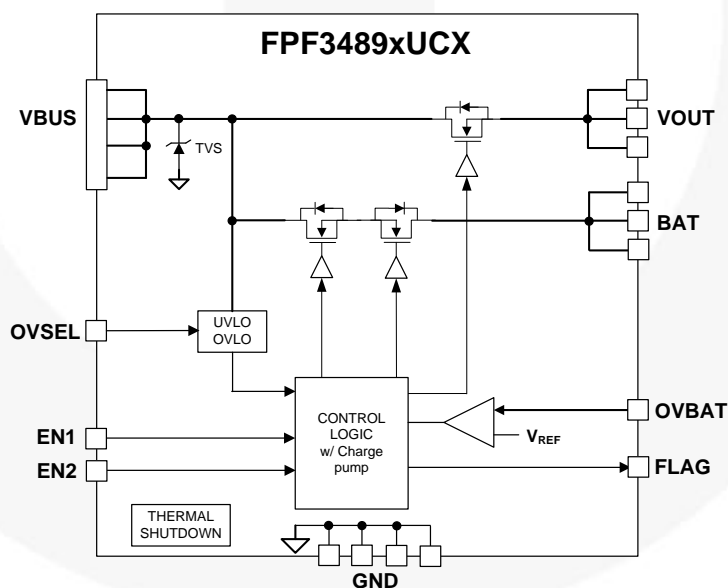 FPF3489xUCX
VBUS
TVS
VOUT
BAT
OVSEL
UVLO
OVLO
CONTROL
LOGIC
w/ Charge
pump
OVBAT
VREF
EN1
EN2
FLAG
THERMAL
SHUTDOWN
GND